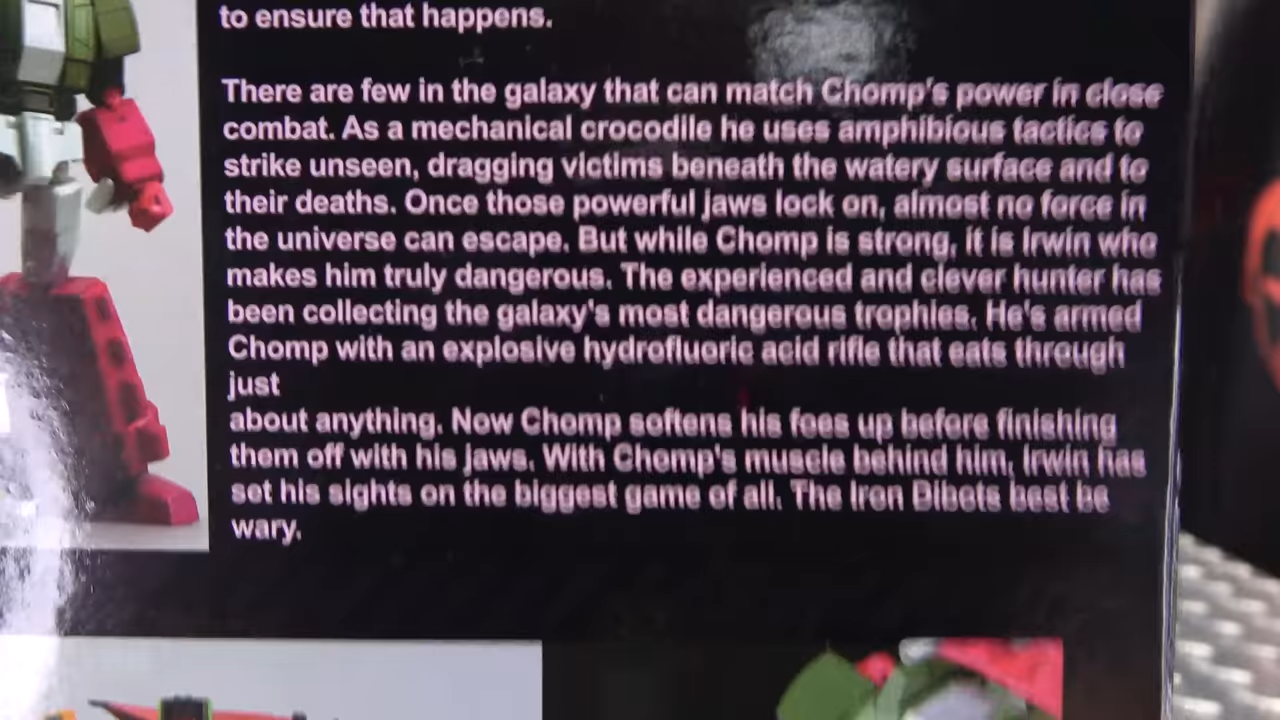 to ensure that happens.
There are few in the galaxy that can match Chomp's power in close
combat. As a mechanical crocodile he uses amphibious tactics to
strike unseen, dragging victims beneath the watery surface and to
their deaths. Once those powerful jaws lock on, almost no force in
the universe can escape. But while Chomp is strong, it is Irwin who
makes him truly dangerous. The experienced and clever hunter has
been collecting the galaxy's most dangerous trophies. He's armed
Chomp with an explosive hydrofluoric acid rifle that eats through
just
about anything. Now Chomp softens his foes up before finishing
them off with his jaws. With Chomp's muscle behind him, Irwin has
set his sights on the biggest game of all. The Iron Dibots best be
wary.